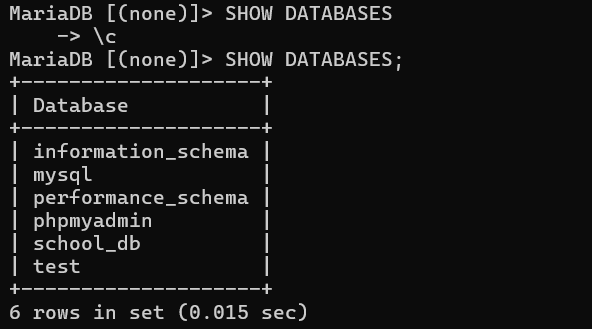 MariaDB [(none)]> SHOW DATABASES
    -> \c
MariaDB [(none)]> SHOW DATABASES;
+--------------------+
| Database           |
+--------------------+
| information_schema |
| mysql              |
| performance_schema |
| phpmyadmin         |
| school_db          |
| test               |
+--------------------+
6 rows in set (0.015 sec)